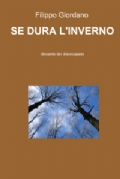 Filippo Giordano
SE DURA L'INVERNO